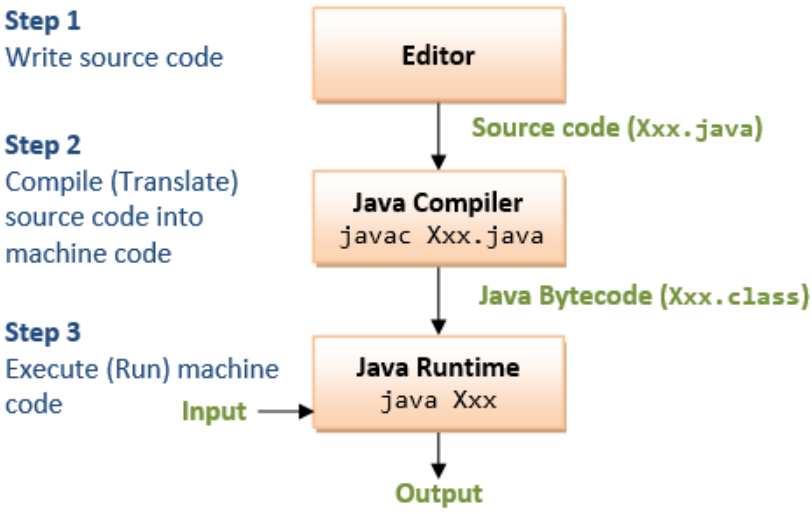 Step 1
Write source code
Editor
Source code (Xxx.java)
Step 2
Compile (Translate)
source code into
machine code
Java Compiler
javac Xxx.java
Java Bytecode (Xxx.class)
Step 3
Execute (Run) machine
code
Java Runtime
java Xxx
Input
Output